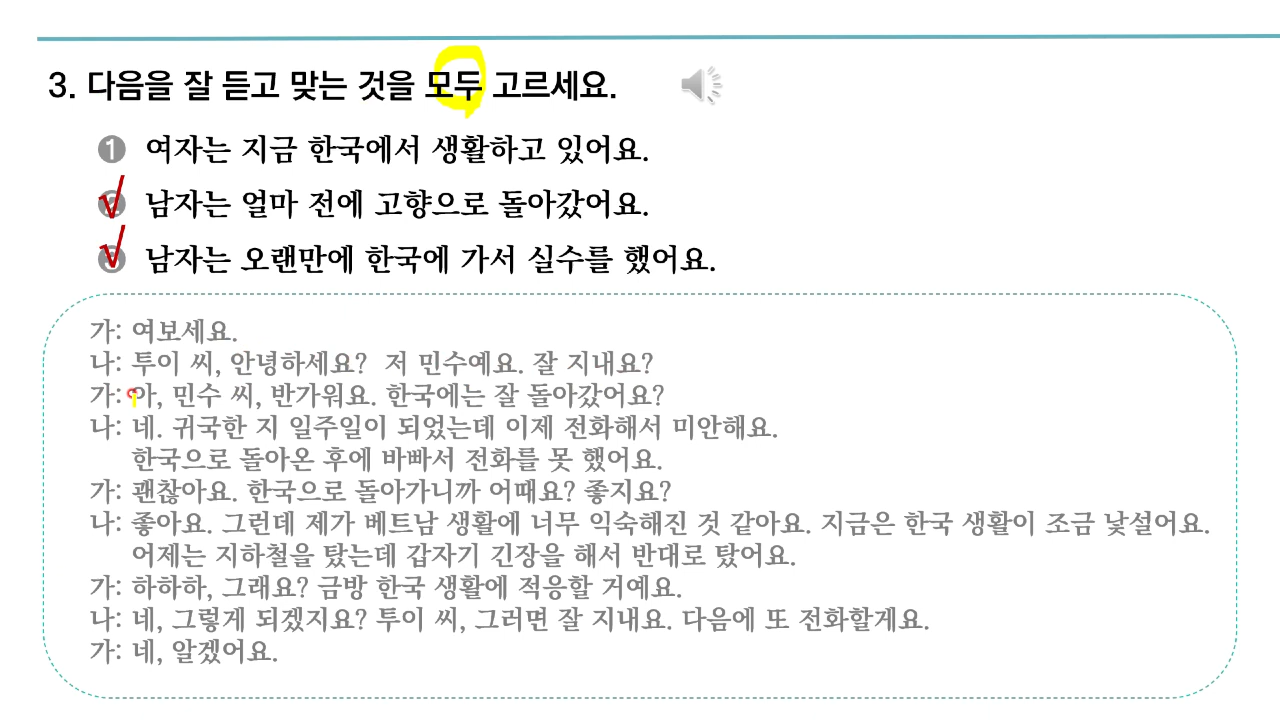 3. 다음을 잘 듣고 맞는 것을 모두 고르세요.
1 여자는 지금 한국에서 생활하고 있어요.
남자는 얼마 전에 고향으로 돌아갔어요.
남자는 오랜만에 한국에 가서 실수를 했어요.
가: 여보세요.
나: 투이 씨, 안녕하세요? 저 민수예요. 잘 지내요?
가: 아, 민수 씨, 반가워요. 한국에는 잘 돌아갔어요?
나: 네. 귀국한 지 일주일이 되었는데 이제 전화해서 미안해요.
한국으로 돌아온 후에 바빠서 전화를 못 했어요.
가: 괜찮아요. 한국으로 돌아가니까 어때요? 좋지요?
나: 좋아요. 그런데 제가 베트남 생활에 너무 익숙해진 것 같아요. 지금은 한국 생활이 조금 낯설어요.
어제는 지하철을 탔는데 갑자기 긴장을 해서 반대로 탔어요.
가: 하하하, 그래요? 금방 한국 생활에 적응할 거예요.
나: 네, 그렇게 되겠지요? 투이 씨, 그러면 잘 지내요. 다음에 또 전화할게요.
가: 네, 알겠어요.